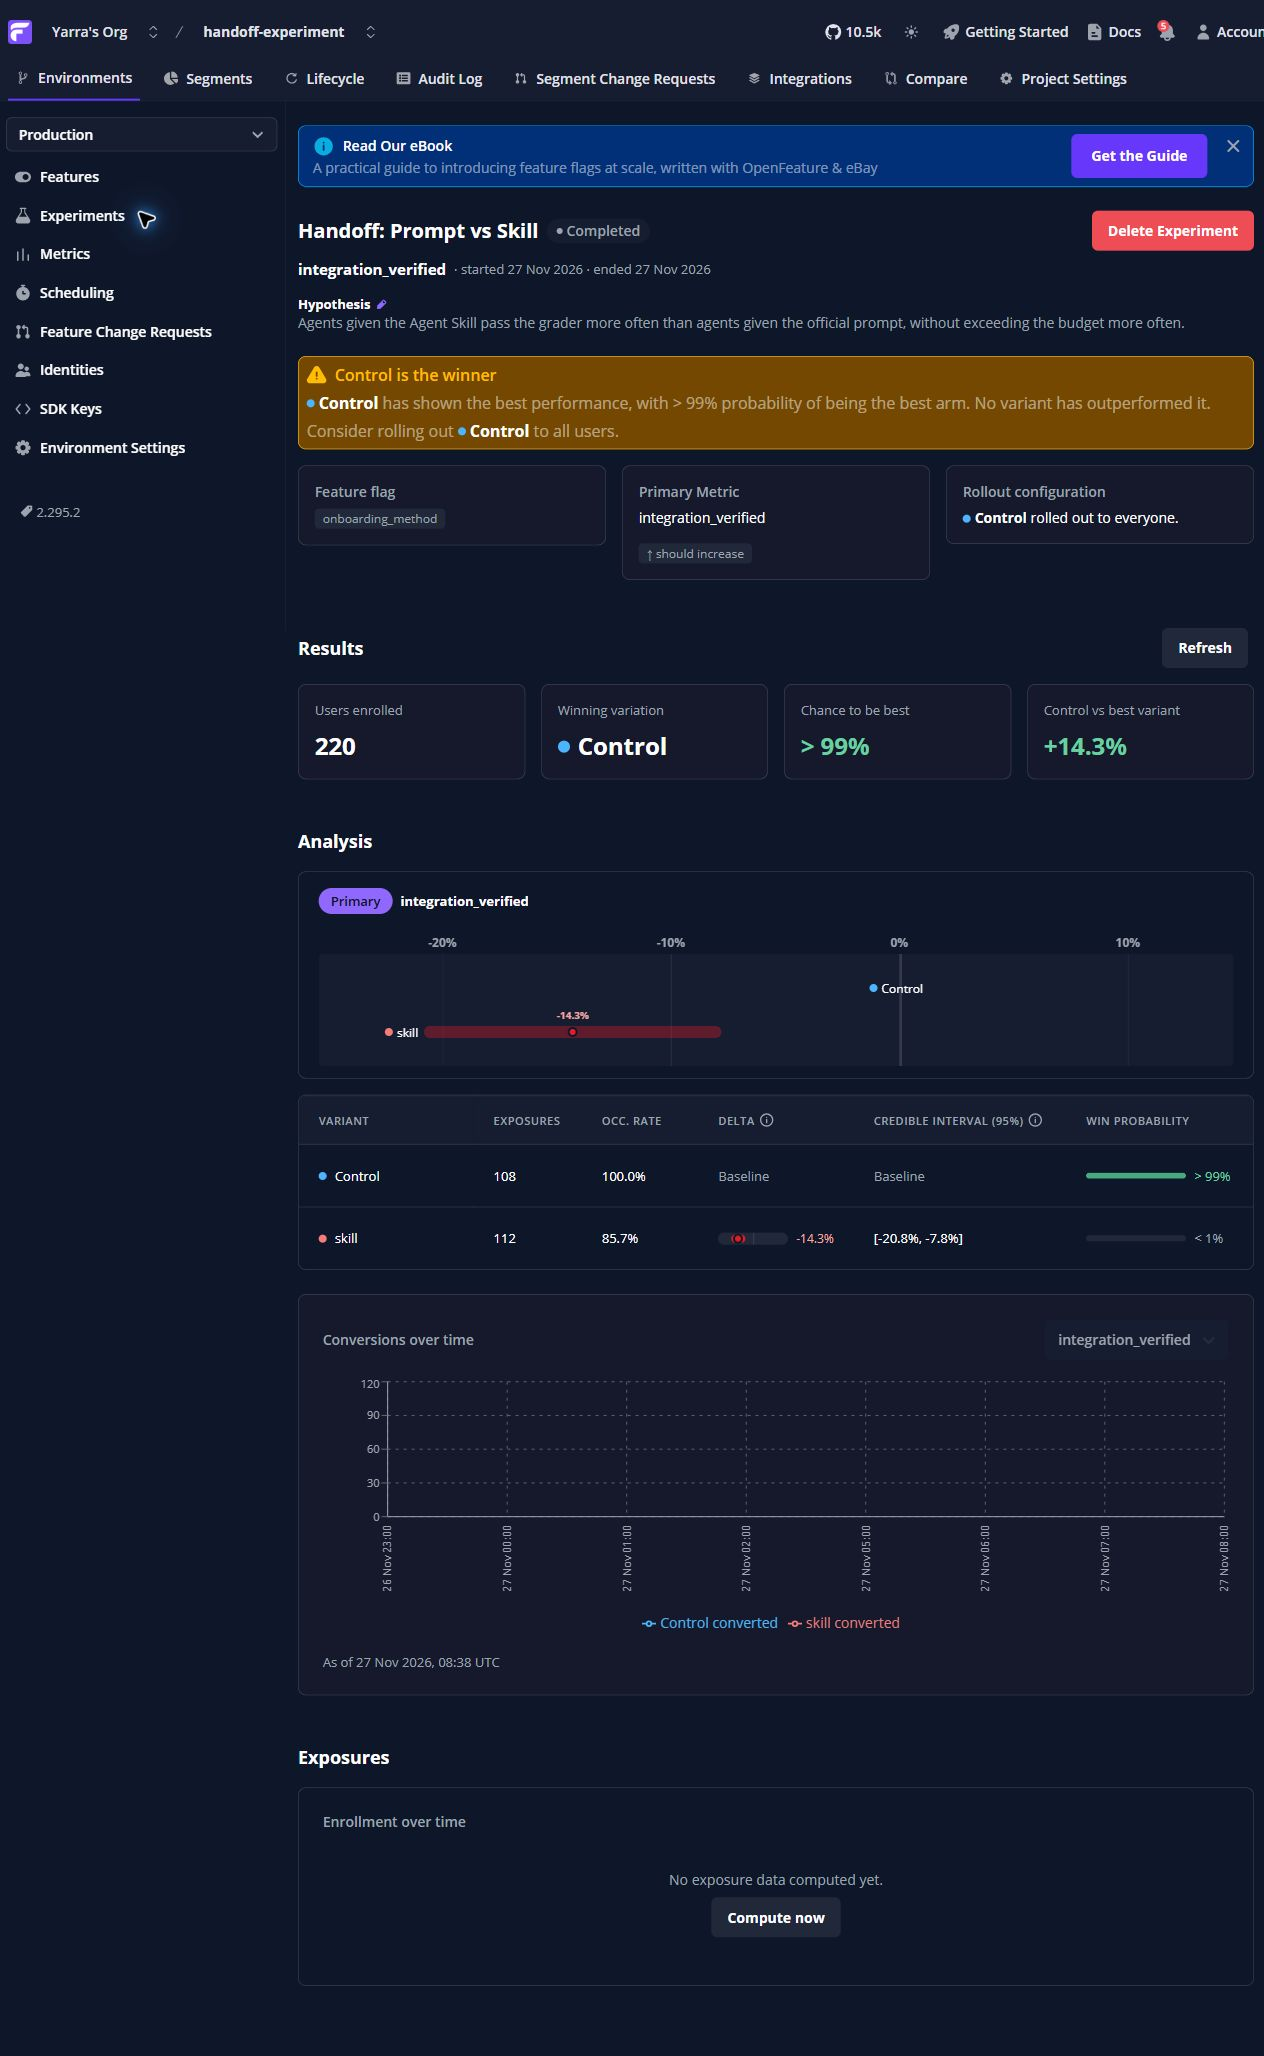 Yarra's Org / handoff-experiment 10.5k Getting Started Docs 5 Accoun
Environments Segments Lifecycle Audit Log Segment Change Requests Integrations Compare Project Settings
Production
Features
Experiments
Metrics
Scheduling
Feature Change Requests
Identities
SDK Keys
Environment Settings
2.295.2
Read Our eBook
A practical guide to introducing feature flags at scale, written with OpenFeature & eBay
Get the Guide
Handoff: Prompt vs Skill Completed
Delete Experiment
integration_verified · started 27 Nov 2026 · ended 27 Nov 2026
Hypothesis
Agents given the Agent Skill pass the grader more often than agents given the official prompt, without exceeding the budget more often.
Control is the winner
Control has shown the best performance, with > 99% probability of being the best arm. No variant has outperformed it.
Consider rolling out Control to all users.
Feature flag
onboarding_method
Primary Metric
integration_verified
↑ should increase
Rollout configuration
Control rolled out to everyone.
Results
Refresh
Users enrolled
220
Winning variation
Control
Chance to be best
> 99%
Control vs best variant
+14.3%
Analysis
Primary integration_verified
-20% -10% 0% 10%
Control
-14.3%
skill
VARIANT EXPOSURES OCC. RATE DELTA CREDIBLE INTERVAL (95%) WIN PROBABILITY
Control 108 100.0% Baseline Baseline > 99%
skill 112 85.7% -14.3% [-20.8%, -7.8%] < 1%
Conversions over time
integration_verified
120
90
60
30
0
26 Nov 23:00
27 Nov 00:00
27 Nov 01:00
27 Nov 02:00
27 Nov 05:00
27 Nov 06:00
27 Nov 07:00
27 Nov 08:00
Control converted skill converted
As of 27 Nov 2026, 08:38 UTC
Exposures
Enrollment over time
No exposure data computed yet.
Compute now